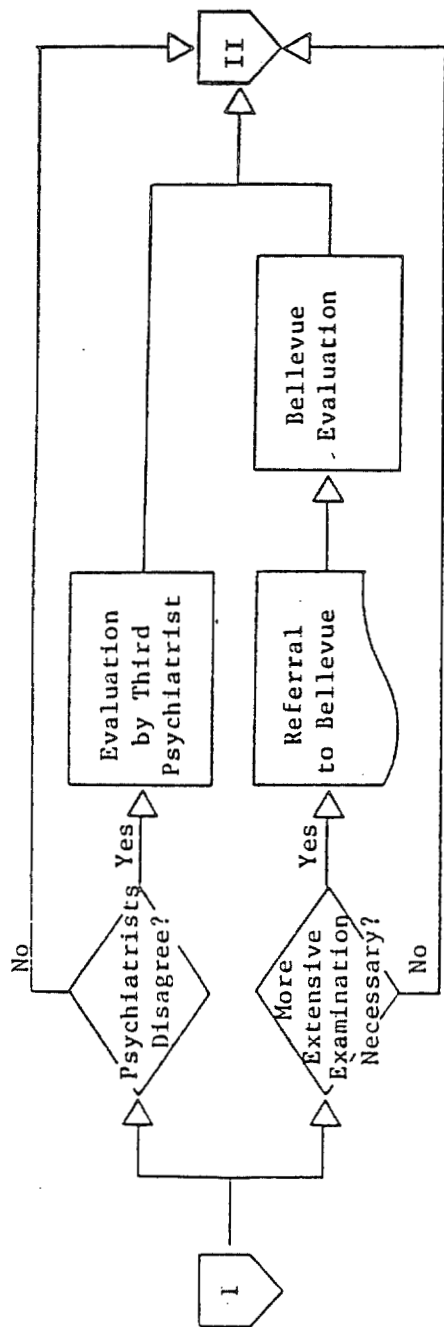 I
Psychiatrists
Disagree?
No
Yes
Evaluation
by Third
Psychiatrist
More
Extensive
Examination
Necessary?
No
Yes
Referral
to Bellevue
Bellevue
Evaluation
II